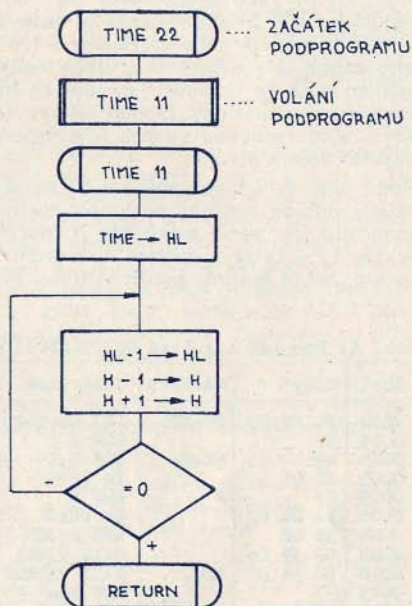 TIME 22 ..... ZAČÁTEK
PODPROGRAMU
TIME 11 ..... VOLÁNÍ
PODPROGRAMU
TIME 11
TIME → HL
HL - 1 → HL
H - 1 → H
H + 1 → H
= 0
-
+
RETURN